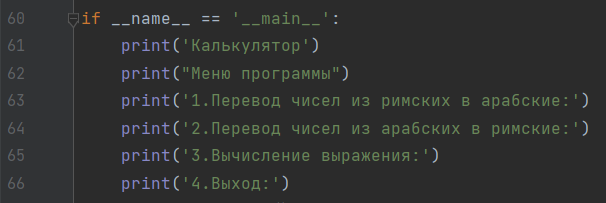 60 if __name__ == '__main__':
61 print('Калькулятор')
62 print("Меню программы")
63 print('1.Перевод чисел из римских в арабские:')
64 print('2.Перевод чисел из арабских в римские:')
65 print('3.Вычисление выражения:')
66 print('4.Выход:')